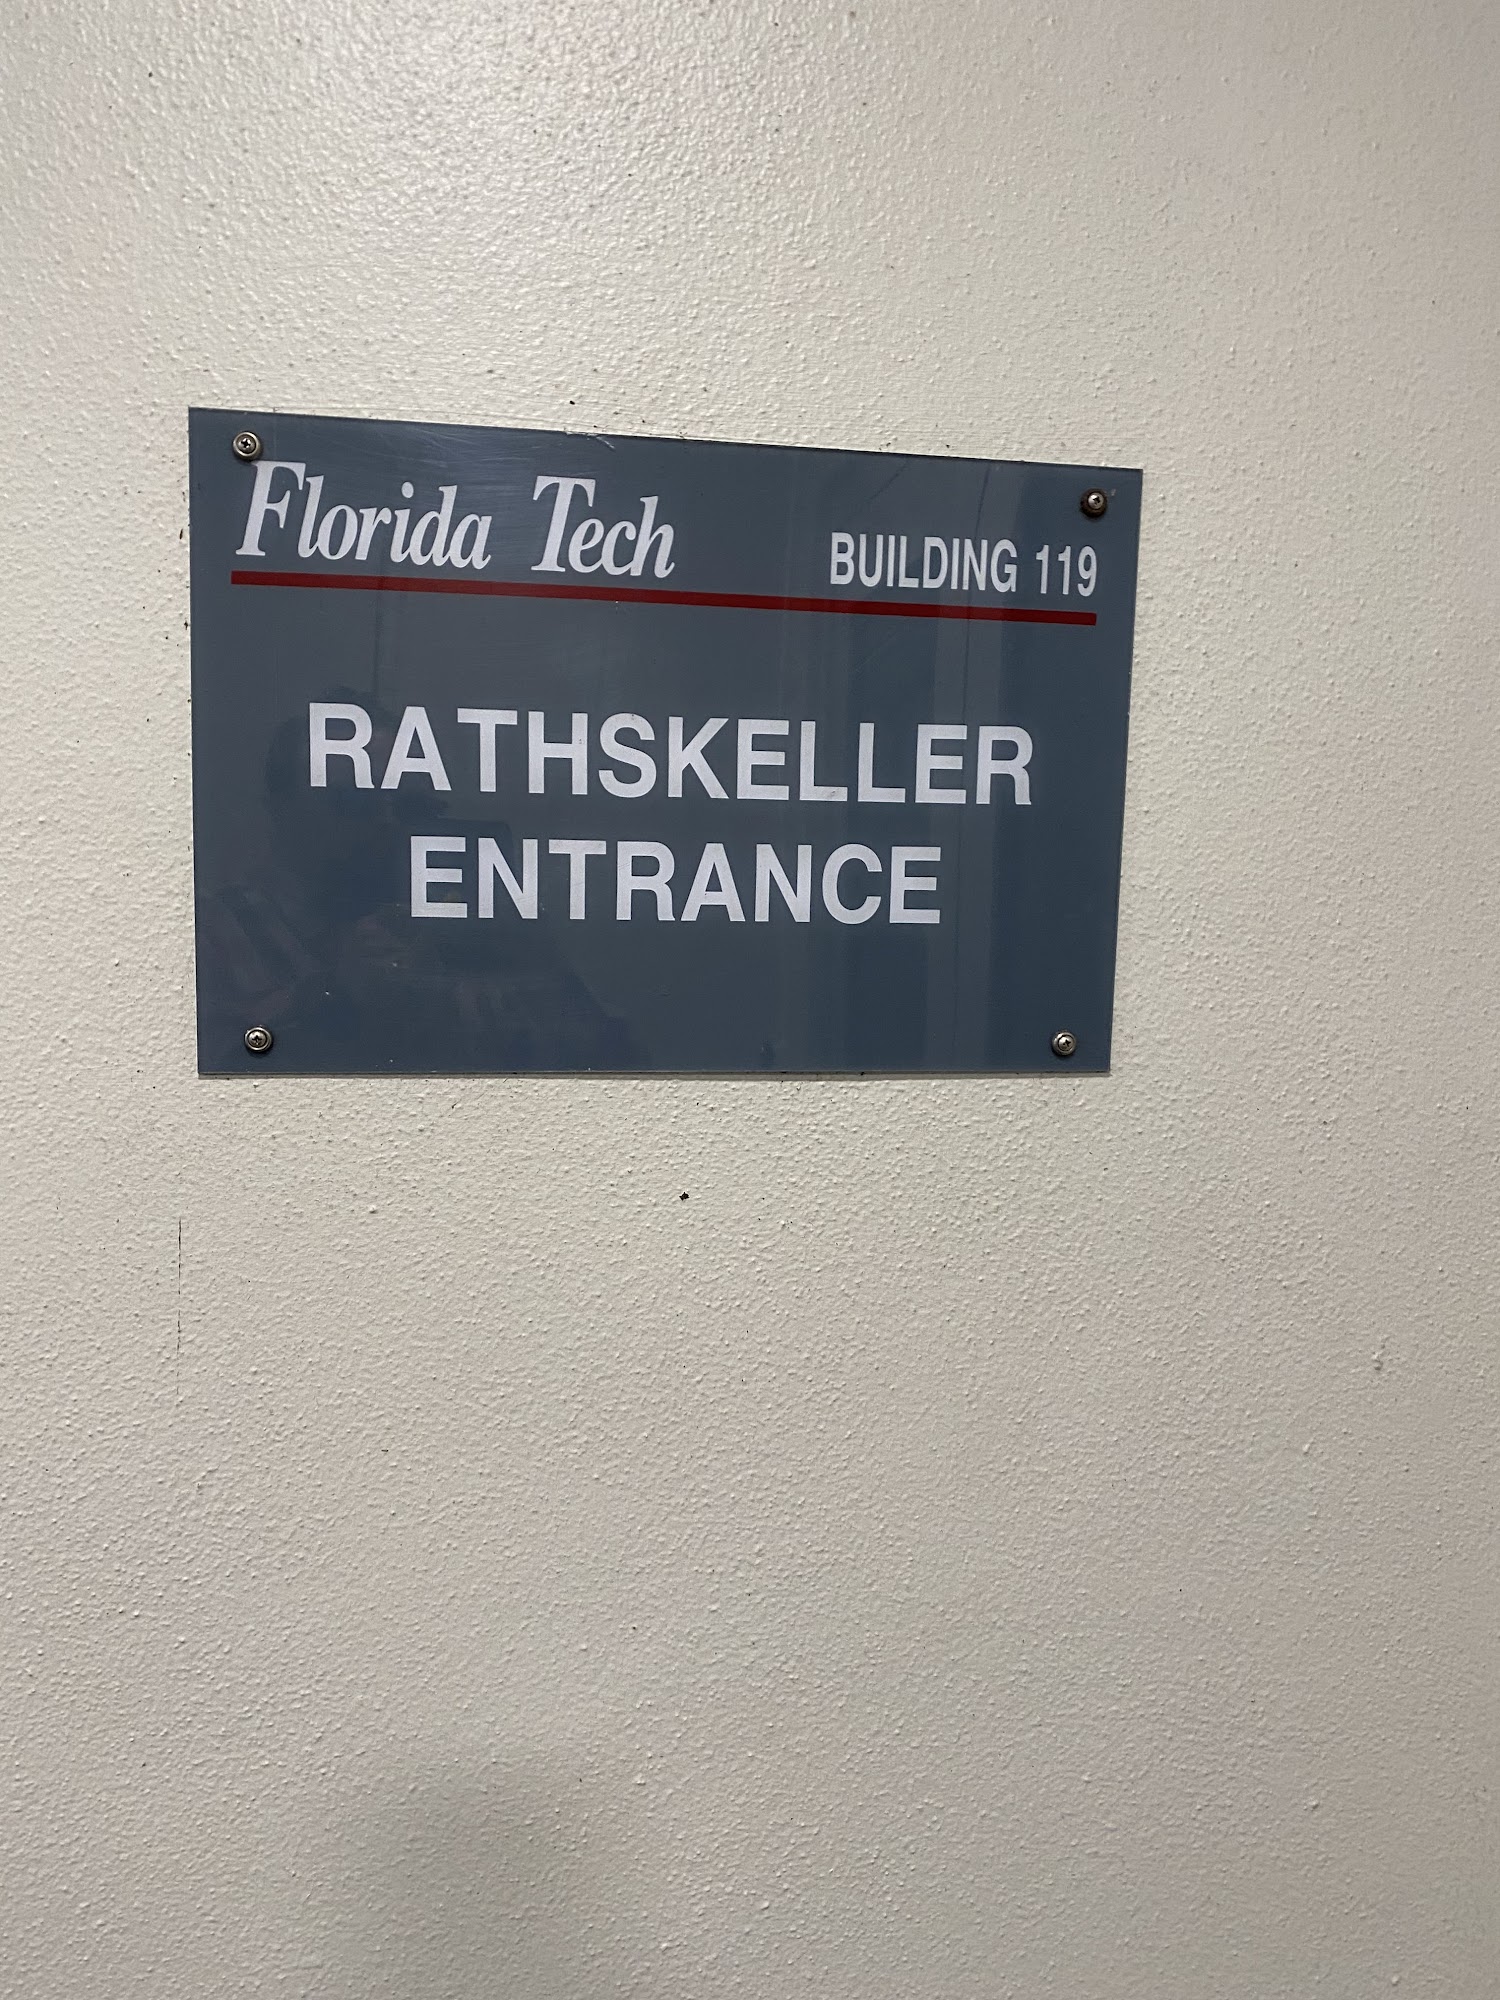 Florida Tech BUILDING 119
RATHSKELLER
ENTRANCE